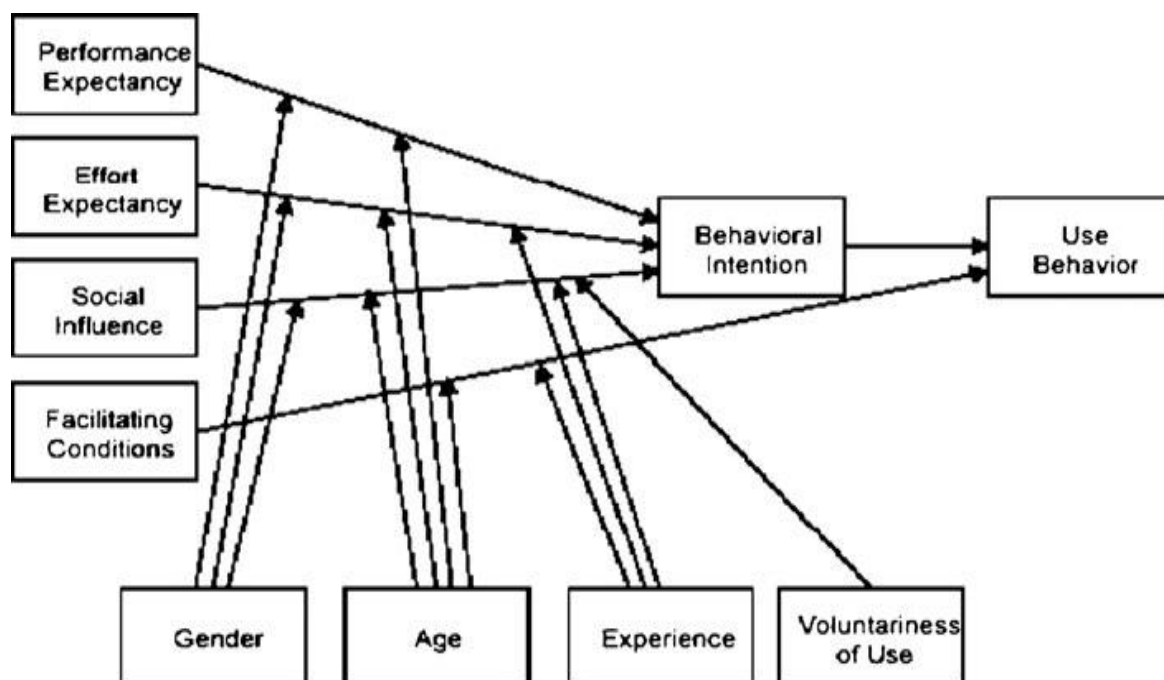 Performance
Expectancy
Effort
Expectancy
Social
Influence
Facilitating
Conditions
Behavioral
Intention
Use
Behavior
Gender
Age
Experience
Voluntariness
of Use